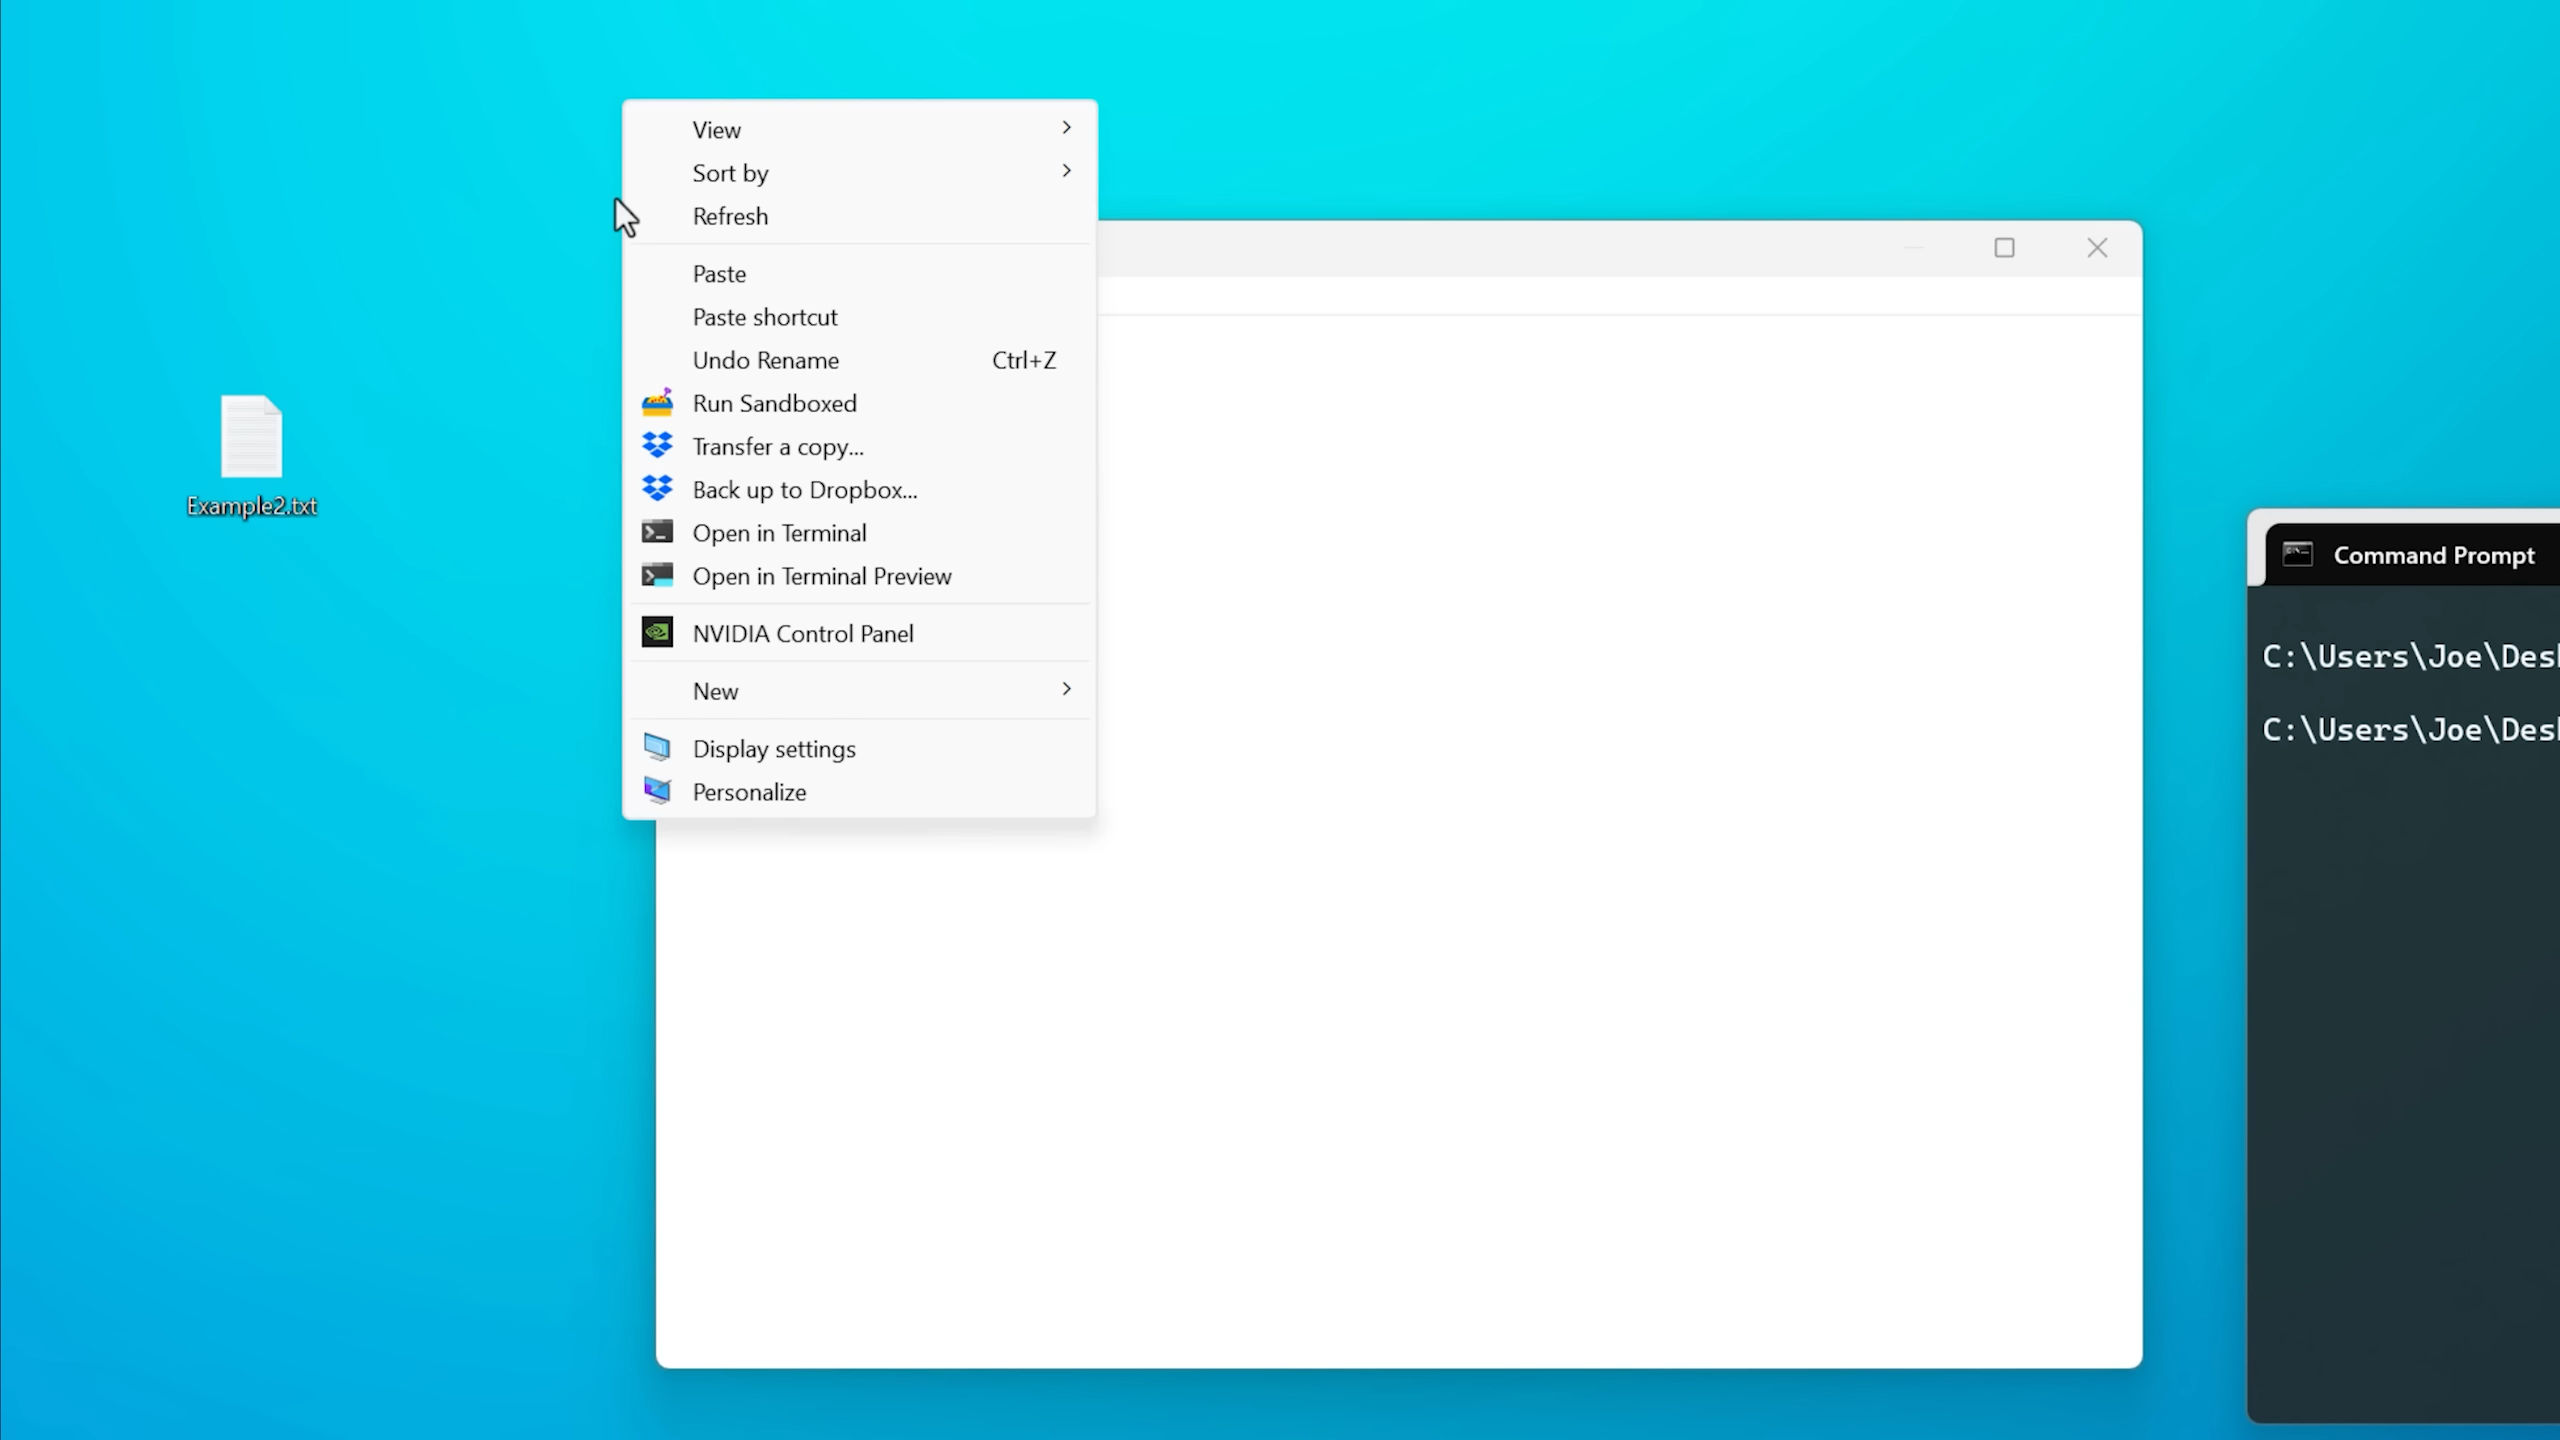 View
Sort by
Refresh
Paste
Paste shortcut
Undo Rename Ctrl+Z
Run Sandboxed
Transfer a copy...
Back up to Dropbox...
Open in Terminal
Open in Terminal Preview
NVIDIA Control Panel
New
Display settings
Personalize
Example2.txt
Command Prompt
C:\Users\Joe\Des
C:\Users\Joe\Des